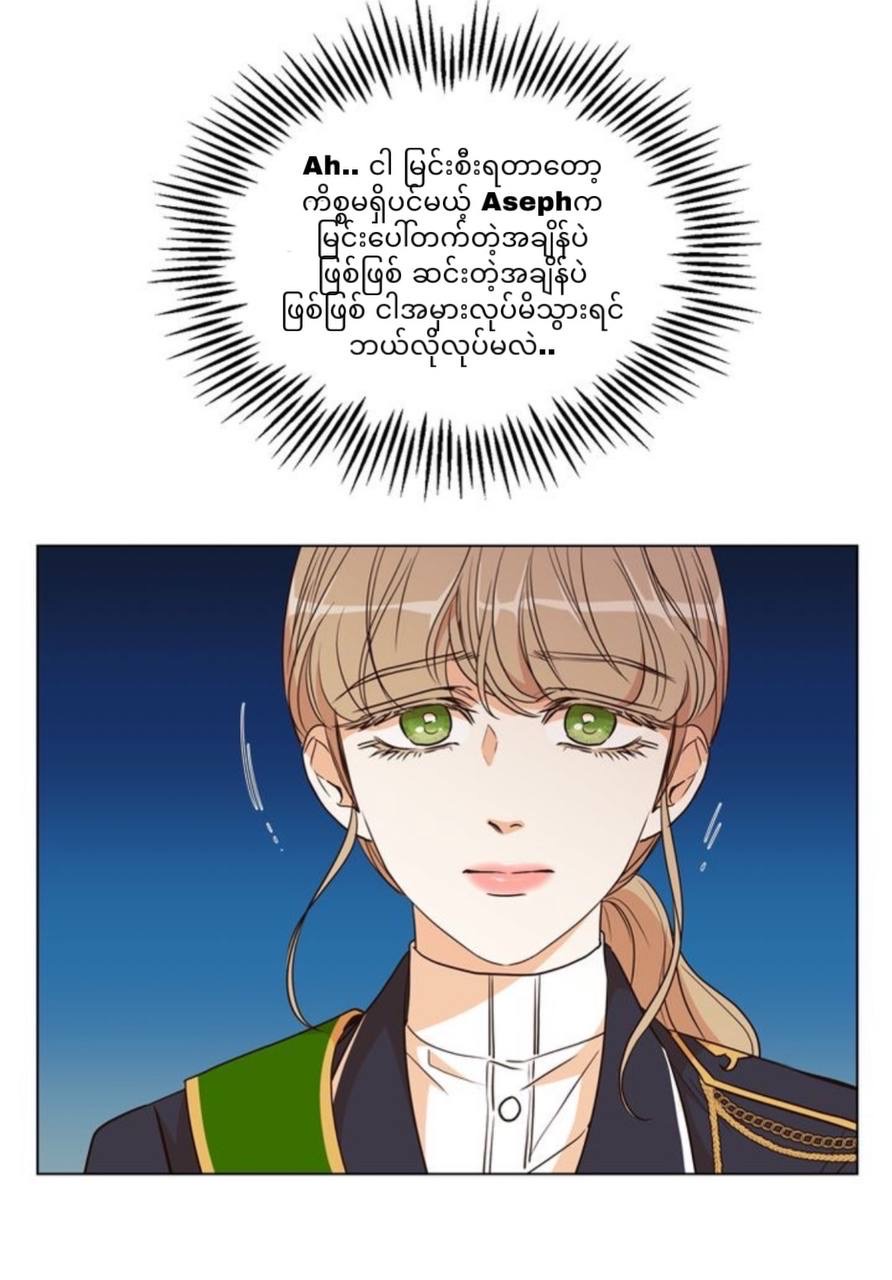 Ah.. ငါ မြင်းစီးရတာတော့
ကိစ္စမရှိပင်မယ့် Asephက
မြင်းပေါ်တက်တဲ့အချိန်ပဲ
ဖြစ်ဖြစ် ဆင်းတဲ့အချိန်ပဲ
ဖြစ်ဖြစ် ငါအမှားလုပ်မိသွားရင်
ဘယ်လိုလုပ်မလဲ..